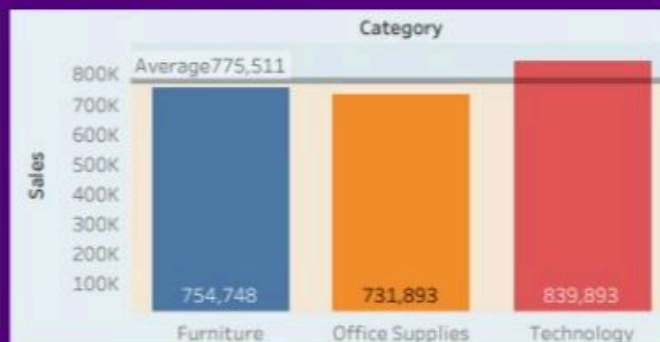 Category
Average775,511
800K
700K
600K
500K
400K
300K
200K
100K
Sales
754,748
731,893
839,893
Furniture
Office Supplies
Technology